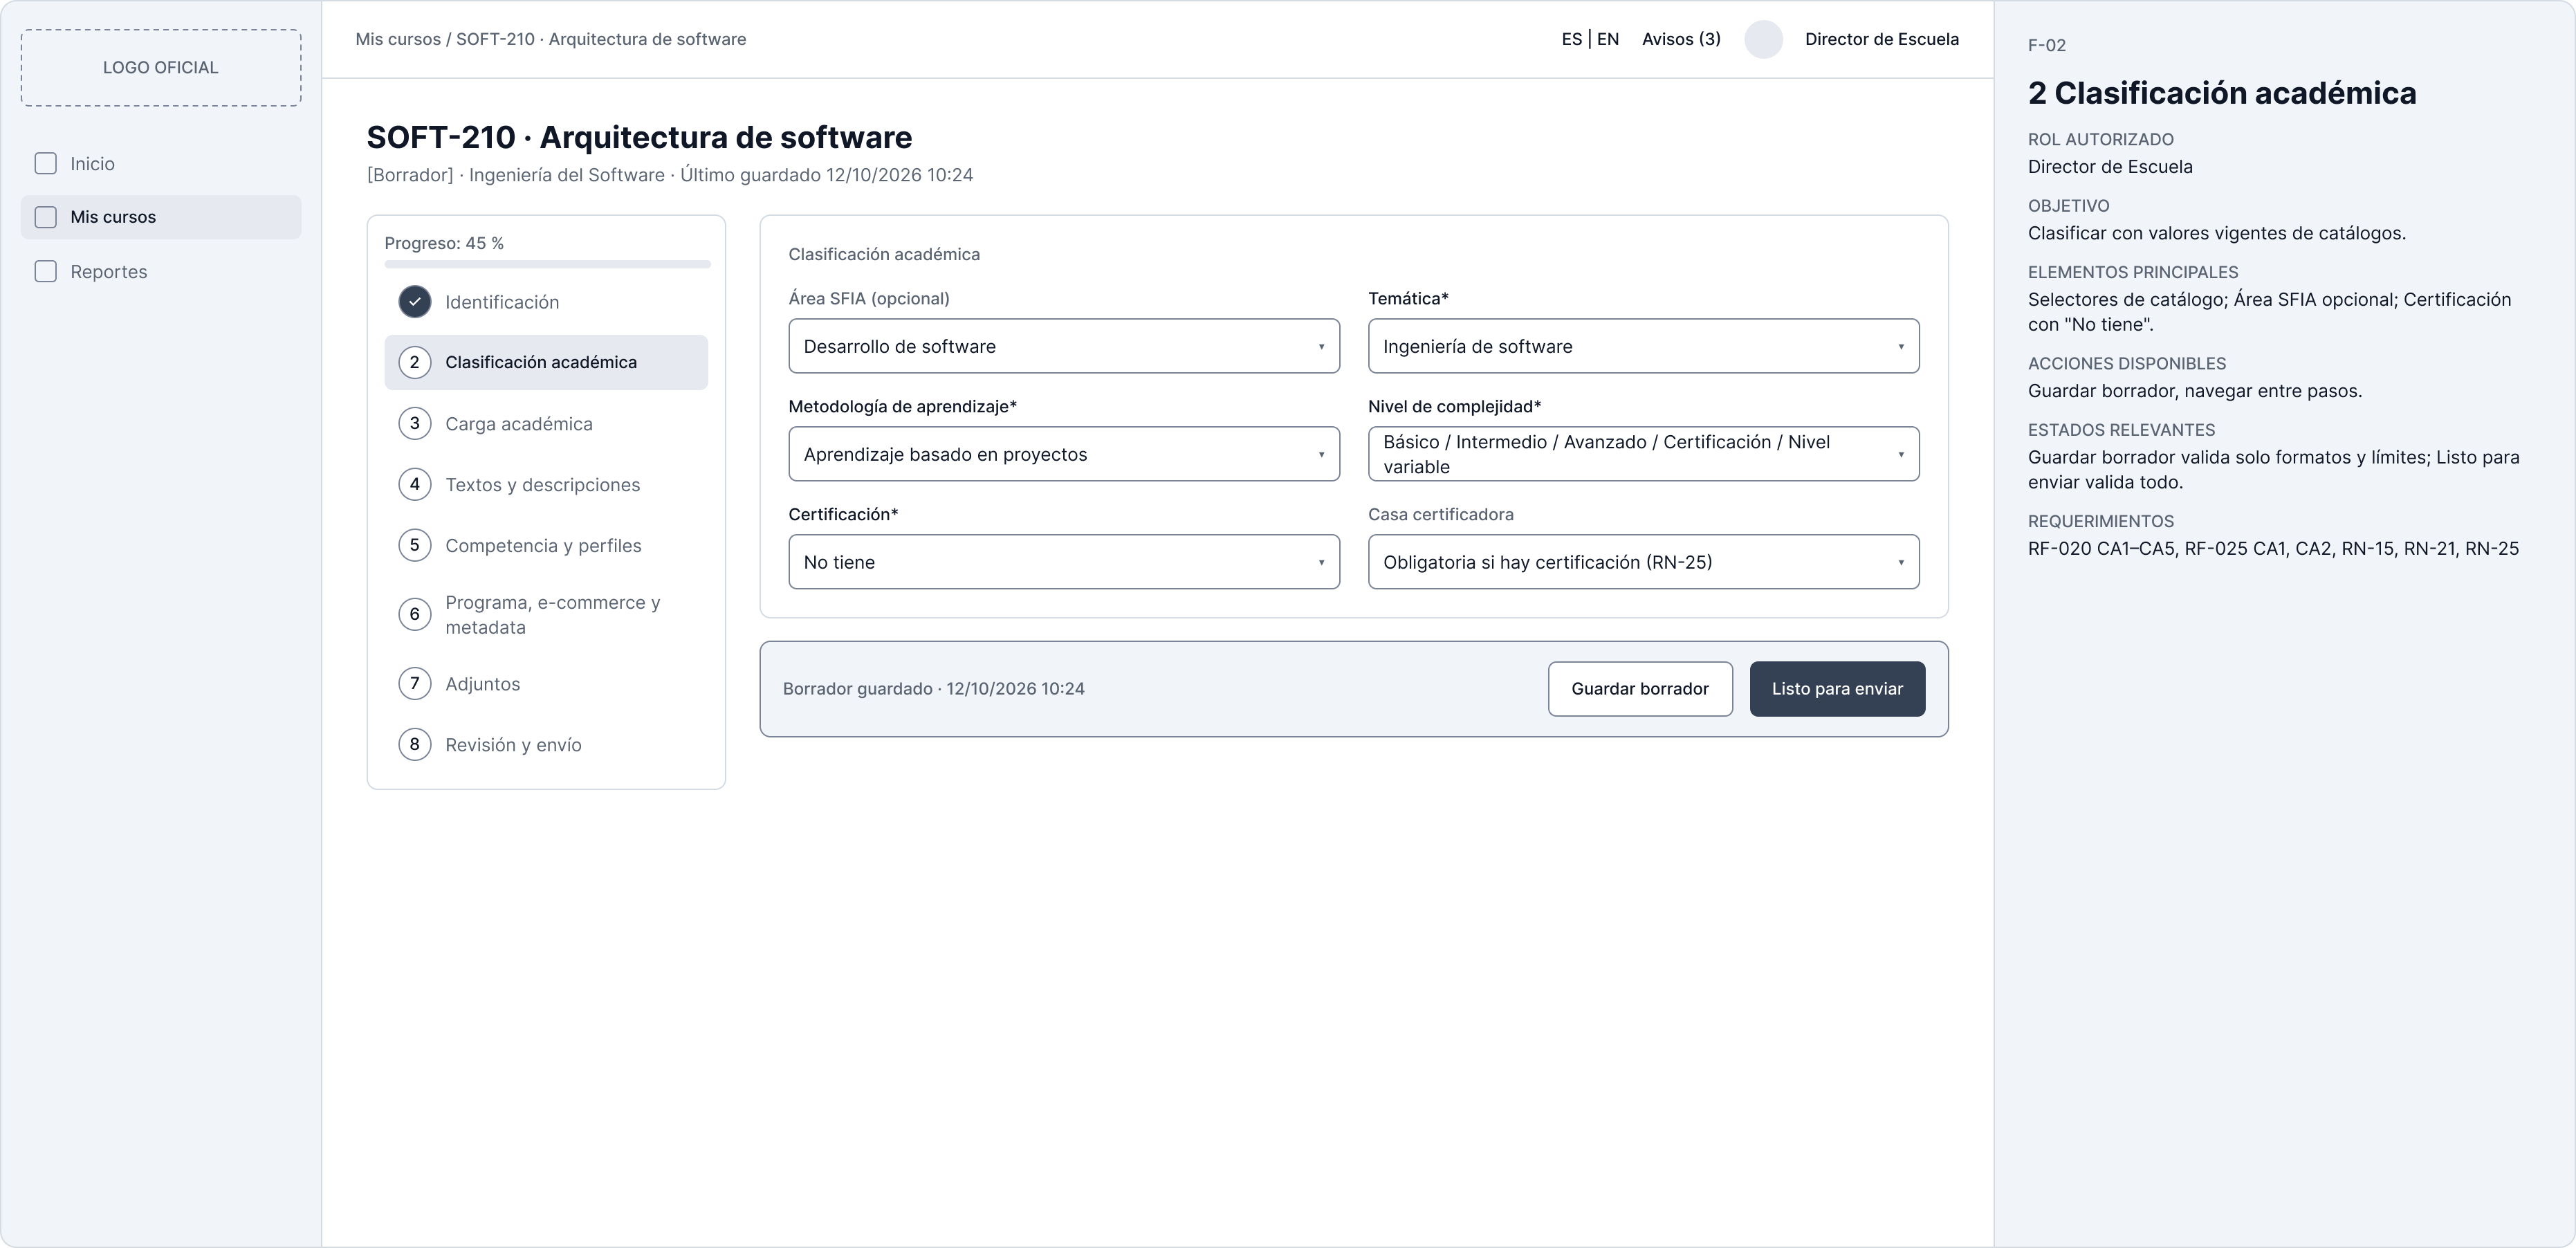 LOGO OFICIAL
Inicio
Mis cursos
Reportes
Mis cursos / SOFT-210 · Arquitectura de software
ES | EN
Avisos (3)
Director de Escuela
SOFT-210 · Arquitectura de software
[Borrador] · Ingeniería del Software · Último guardado 12/10/2026 10:24
Progreso: 45 %
Identificación
2 Clasificación académica
3 Carga académica
4 Textos y descripciones
5 Competencia y perfiles
6 Programa, e-commerce y
metadata
7 Adjuntos
8 Revisión y envío
Clasificación académica
Área SFIA (opcional)
Desarrollo de software
Temática*
Ingeniería de software
Metodología de aprendizaje*
Aprendizaje basado en proyectos
Nivel de complejidad*
Básico / Intermedio / Avanzado / Certificación / Nivel
variable
Certificación*
No tiene
Casa certificadora
Obligatoria si hay certificación (RN-25)
Borrador guardado · 12/10/2026 10:24
Guardar borrador
Listo para enviar
F-02
2 Clasificación académica
ROL AUTORIZADO
Director de Escuela
OBJETIVO
Clasificar con valores vigentes de catálogos.
ELEMENTOS PRINCIPALES
Selectores de catálogo; Área SFIA opcional; Certificación
con "No tiene".
ACCIONES DISPONIBLES
Guardar borrador, navegar entre pasos.
ESTADOS RELEVANTES
Guardar borrador valida solo formatos y límites; Listo para
enviar valida todo.
REQUERIMIENTOS
RF-020 CA1–CA5, RF-025 CA1, CA2, RN-15, RN-21, RN-25